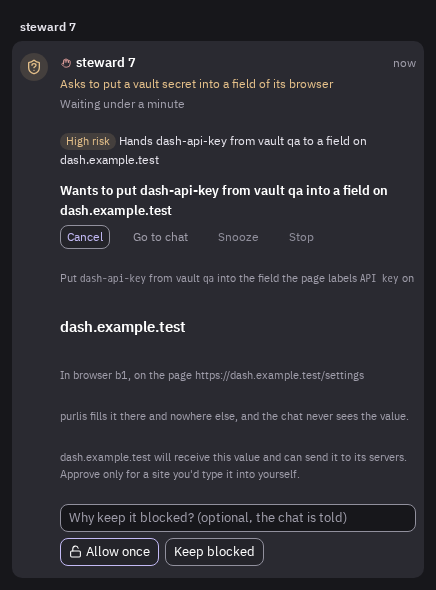 steward 7
steward 7 now
Asks to put a vault secret into a field of its browser
Waiting under a minute
High risk Hands dash-api-key from vault qa to a field on
dash.example.test
Wants to put dash-api-key from vault qa into a field on
dash.example.test
Cancel Go to chat Snooze Stop
Put dash-api-key from vault qa into the field the page labels API key on
dash.example.test
In browser b1, on the page https://dash.example.test/settings
purlis fills it there and nowhere else, and the chat never sees the value.
dash.example.test will receive this value and can send it to its servers.
Approve only for a site you'd type it into yourself.
Why keep it blocked? (optional, the chat is told)
Allow once Keep blocked